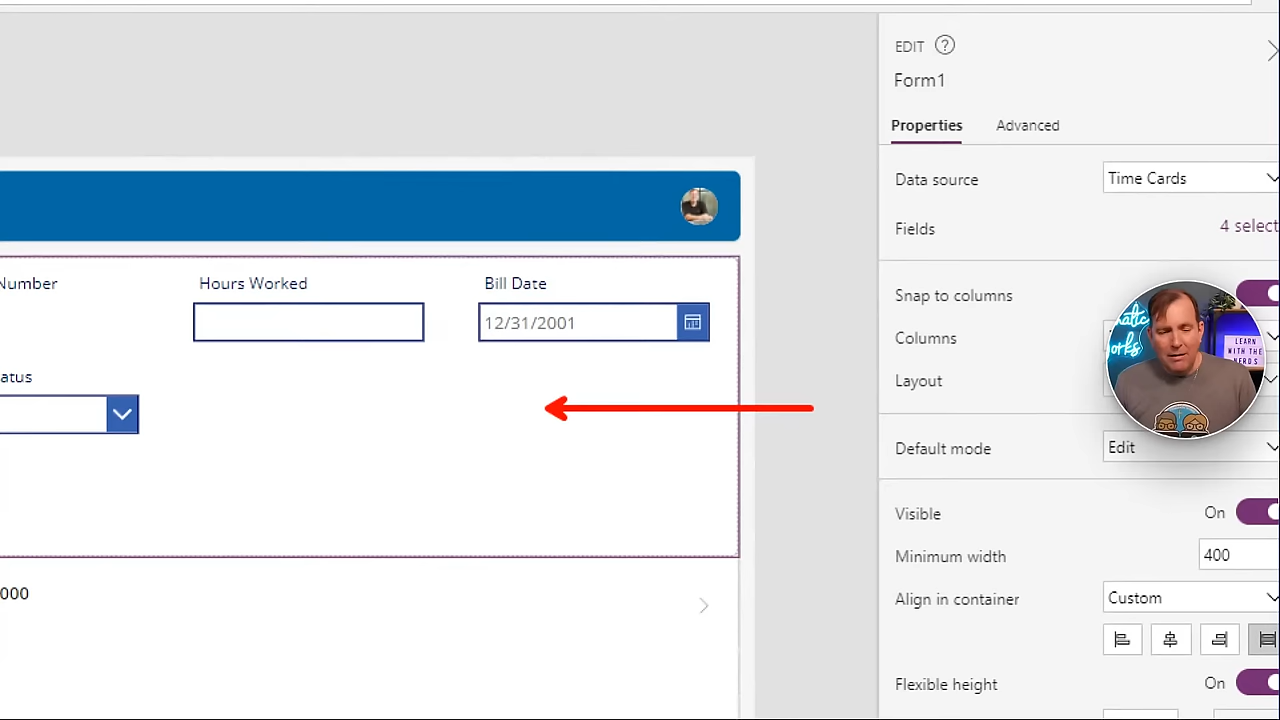 EDIT ?
Form1
Properties Advanced
Data source Time Cards
Fields 4 select
Number Hours Worked Bill Date
12/31/2001
Snap to columns
Columns
Layout
LEARN
WITH THE
NERDS
atus
Default mode Edit
Visible On
Minimum width 400
000
Align in container Custom
Flexible height On